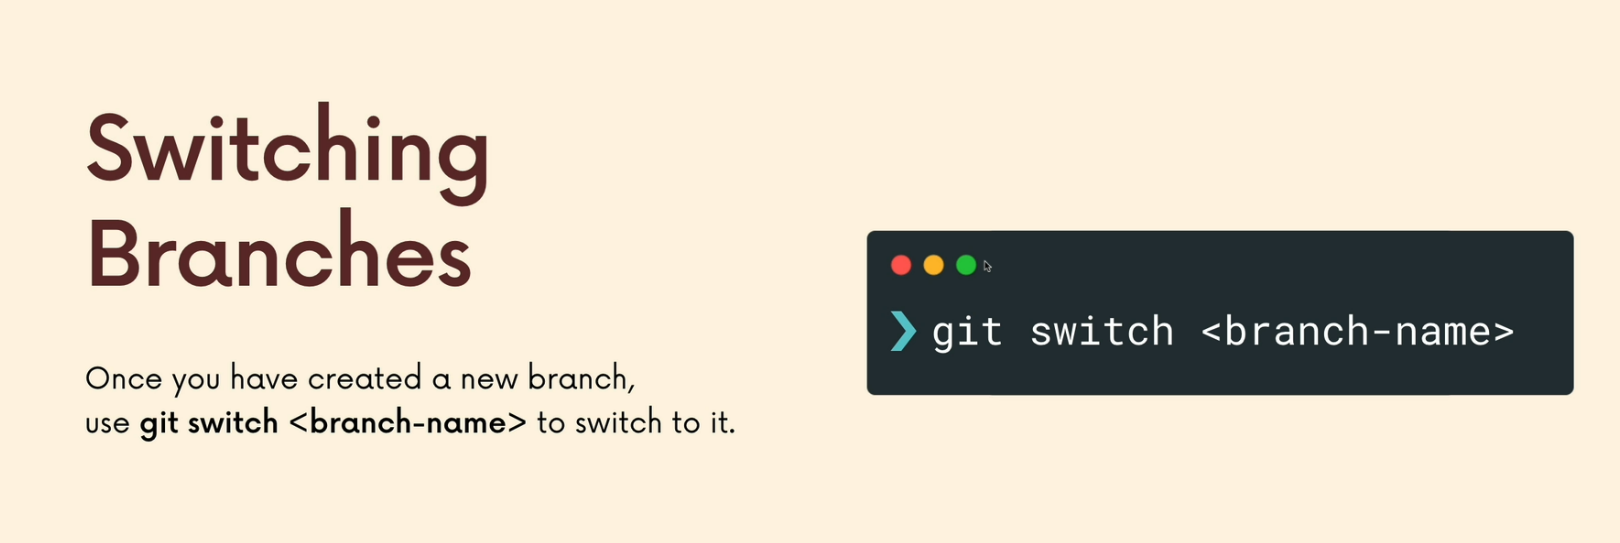 Switching
Branches
Once you have created a new branch,
use git switch <branch-name> to switch to it.
❯ git switch <branch-name>